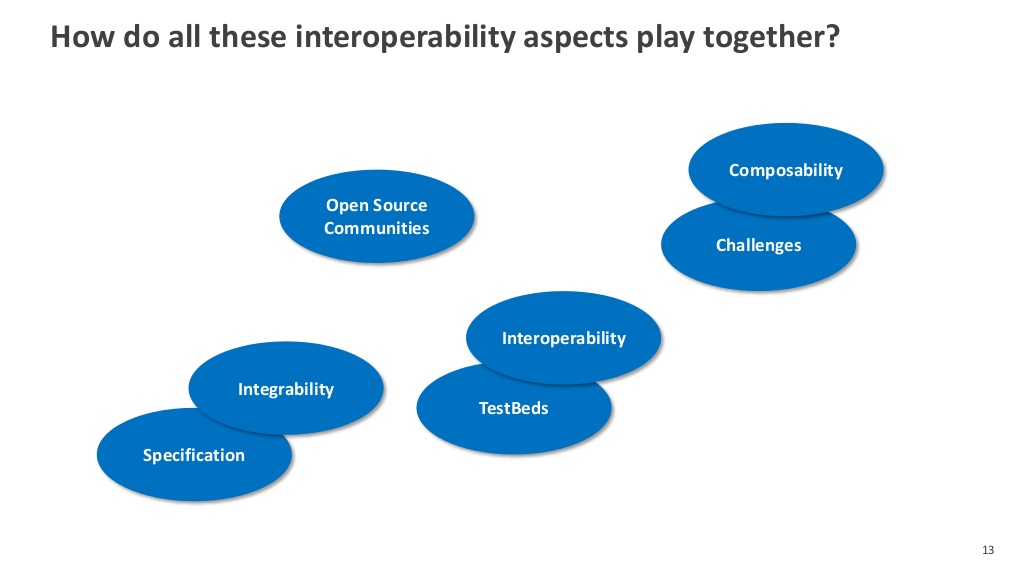 How do all these interoperability aspects play together?
Composability
Open Source
Communities
Challenges
Interoperability
Integrability
TestBeds
Specification
13